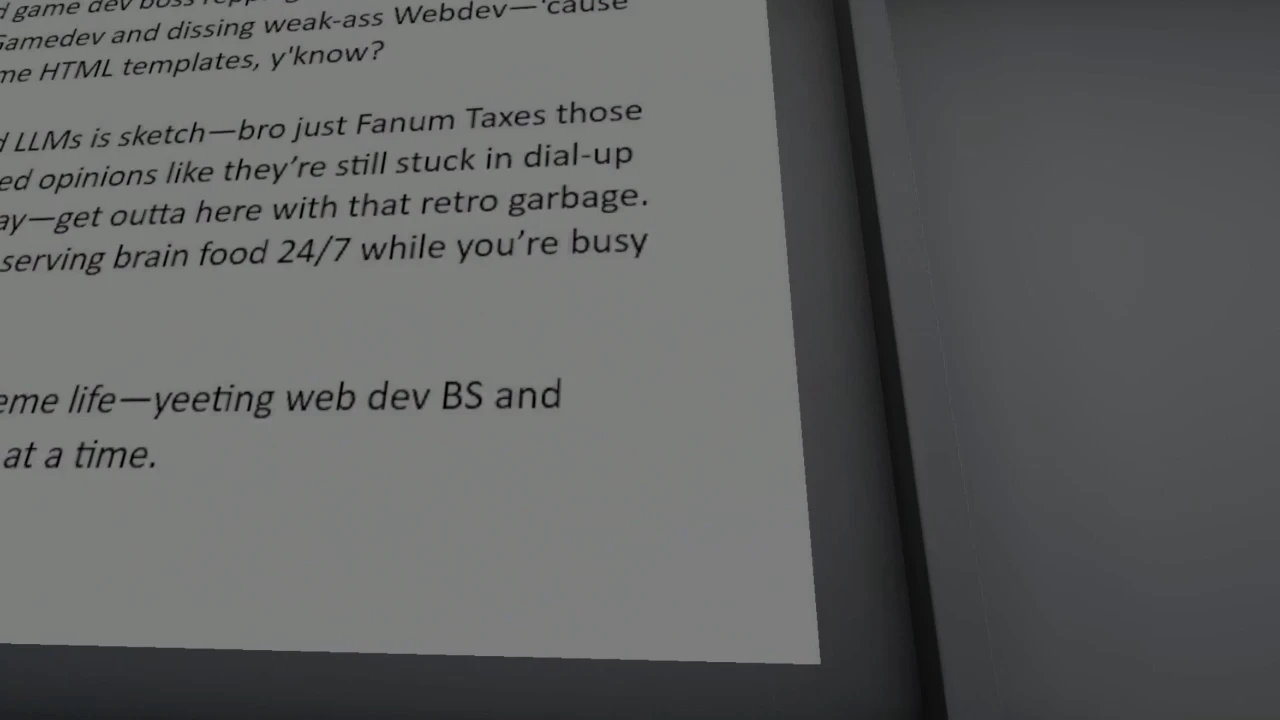 game dev boss
Gamedev and dissing weak-ass Webdev—'cause
me HTML templates, y'know?
LLMs is sketch—bro just Fanum Taxes those
ed opinions like they’re still stuck in dial-up
ay—get outta here with that retro garbage.
serving brain food 24/7 while you’re busy
eme life—yeeting web dev BS and
at a time.